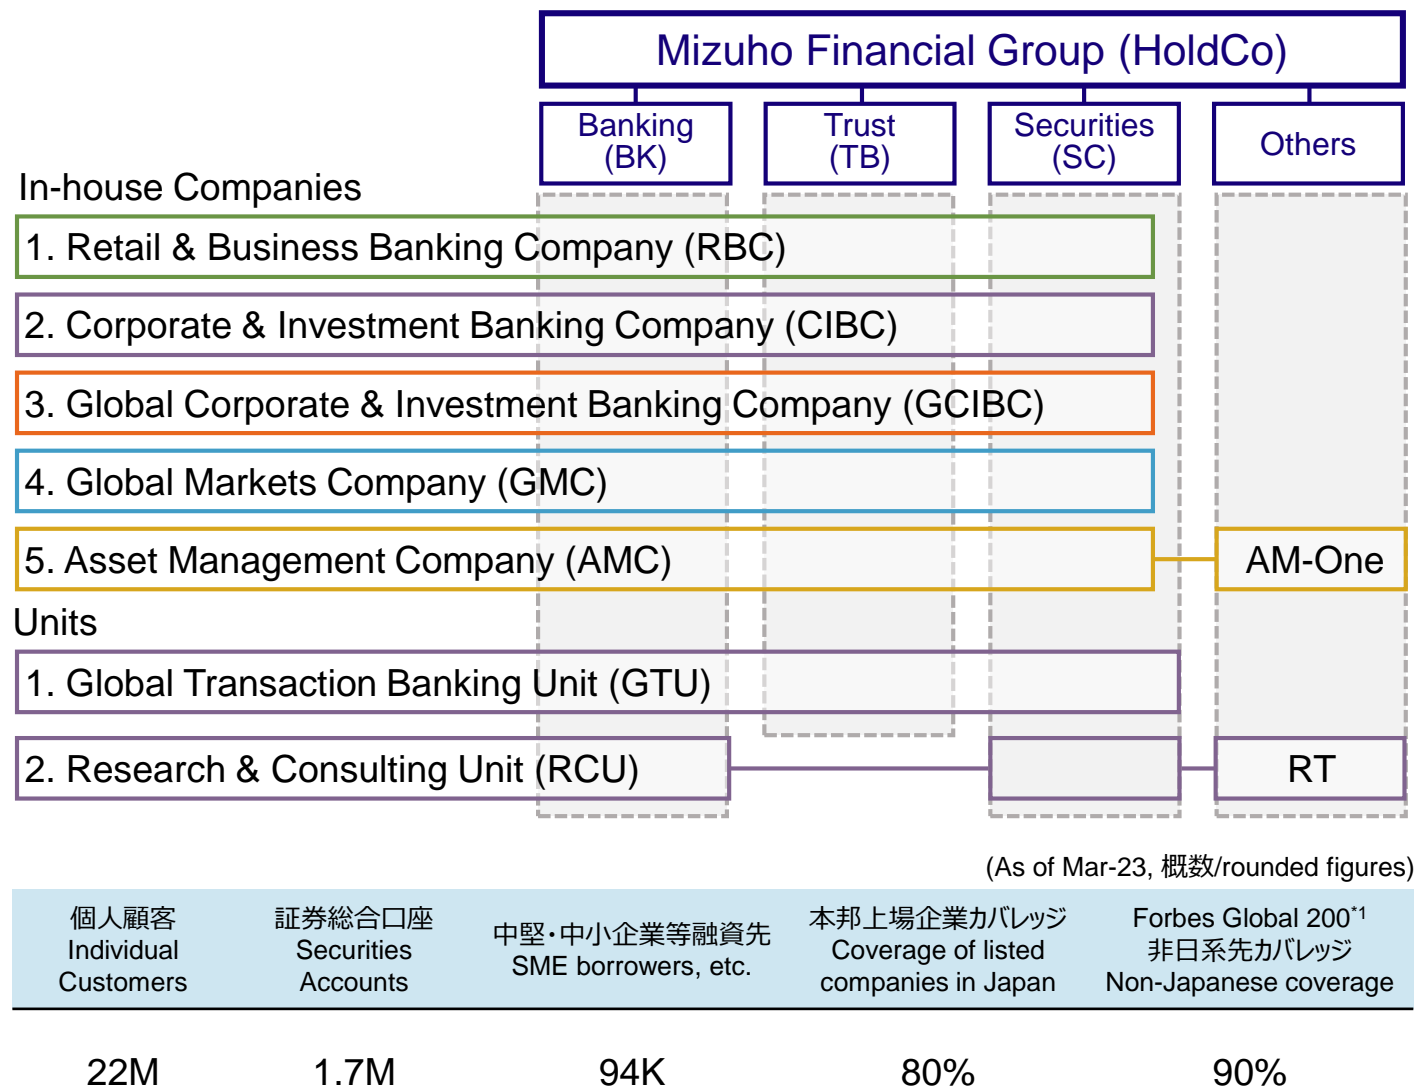 Mizuho Financial Group (HoldCo)
Banking
(BK)
Trust
(TB)
Securities
(SC)
Others
In-house Companies
1. Retail & Business Banking Company (RBC)
2. Corporate & Investment Banking Company (CIBC)
3. Global Corporate & Investment Banking Company (GCIBC)
4. Global Markets Company (GMC)
5. Asset Management Company (AMC)
AM-One
Units
1. Global Transaction Banking Unit (GTU)
2. Research & Consulting Unit (RCU)
RT
(As of Mar-23, 概数/rounded figures)
個人顧客
Individual
Customers
証券総合口座
Securities
Accounts
中堅・中小企業等融資先
SME borrowers, etc.
本邦上場企業カバレッジ
Coverage of listed
companies in Japan
Forbes Global 200*1
非日系先カバレッジ
Non-Japanese coverage
22M
1.7M
94K
80%
90%